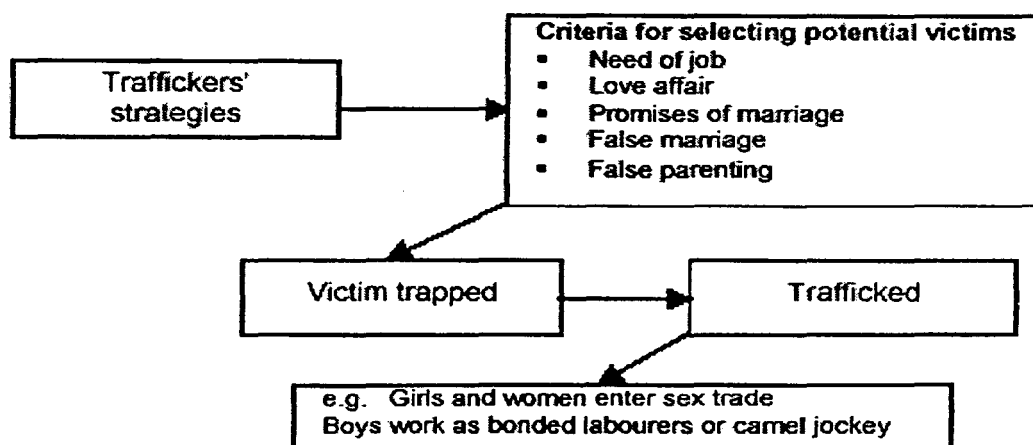 Traffickers'
strategies
Criteria for selecting potential victims
▪ Need of job
▪ Love affair
▪ Promises of marriage
▪ False marriage
▪ False parenting
Victim trapped
Trafficked
e.g. Girls and women enter sex trade
Boys work as bonded labourers or camel jockey